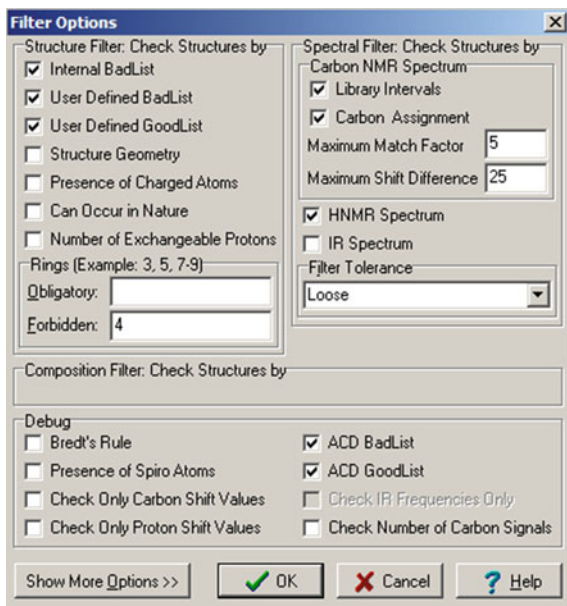 Filter Options
Structure Filter: Check Structures by
Internal BadList
User Defined BadList
User Defined GoodList
Structure Geometry
Presence of Charged Atoms
Can Occur in Nature
Number of Exchangeable Protons
Rings (Example: 3, 5, 7-9)
Obligatory:
Forbidden: 4
Spectral Filter: Check Structures by
Carbon NMR Spectrum
Library Intervals
Carbon Assignment
Maximum Match Factor 5
Maximum Shift Difference 25
HNMR Spectrum
IR Spectrum
Filter Tolerance
Loose
Composition Filter: Check Structures by
Debug
Bredt's Rule
Presence of Spiro Atoms
Check Only Carbon Shift Values
Check Only Proton Shift Values
ACD BadList
ACD GoodList
Check IR Frequencies Only
Check Number of Carbon Signals
Show More Options >> OK Cancel ? Help